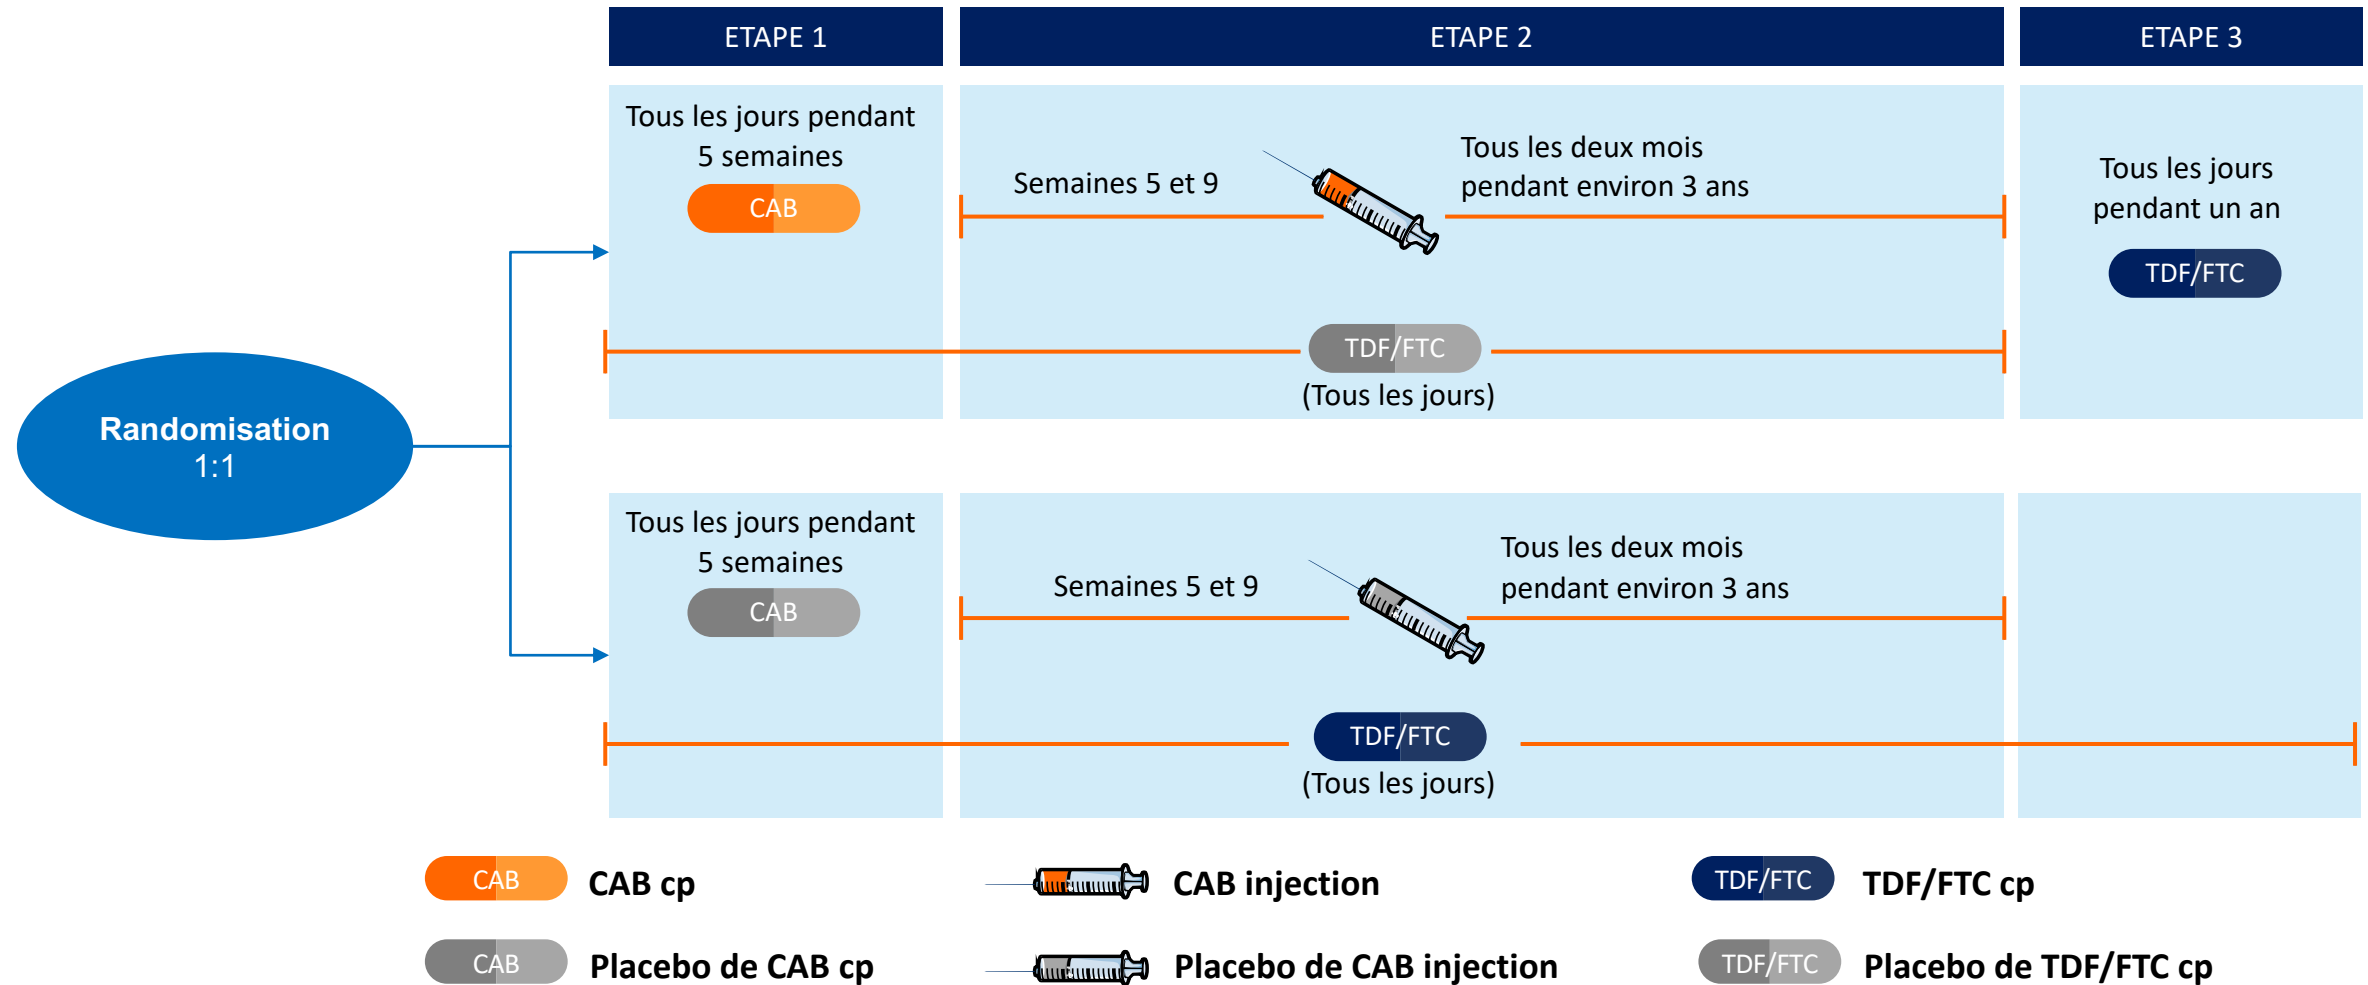 ETAPE 1
ETAPE 2
ETAPE 3
Tous les jours pendant
5 semaines
CAB
Semaines 5 et 9
Tous les deux mois
pendant environ 3 ans
Tous les jours
pendant un an
TDF/FTC
TDF/FTC
(Tous les jours)
Randomisation
1:1
Tous les jours pendant
5 semaines
CAB
Semaines 5 et 9
Tous les deux mois
pendant environ 3 ans
TDF/FTC
(Tous les jours)
CAB
CAB cp
CAB injection
TDF/FTC
TDF/FTC cp
CAB
Placebo de CAB cp
Placebo de CAB injection
TDF/FTC
Placebo de TDF/FTC cp